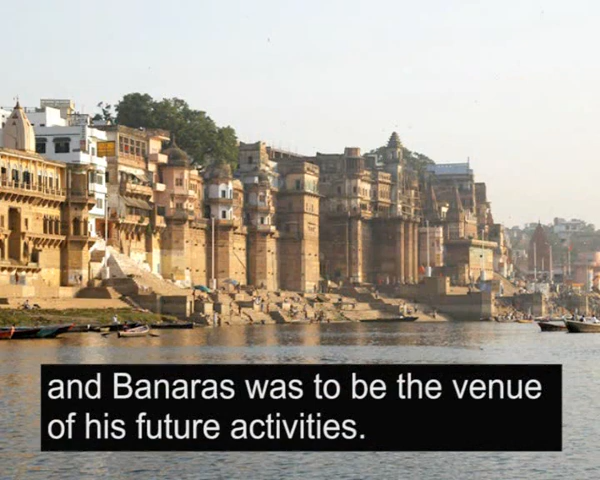 and Banaras was to be the venue
of his future activities.